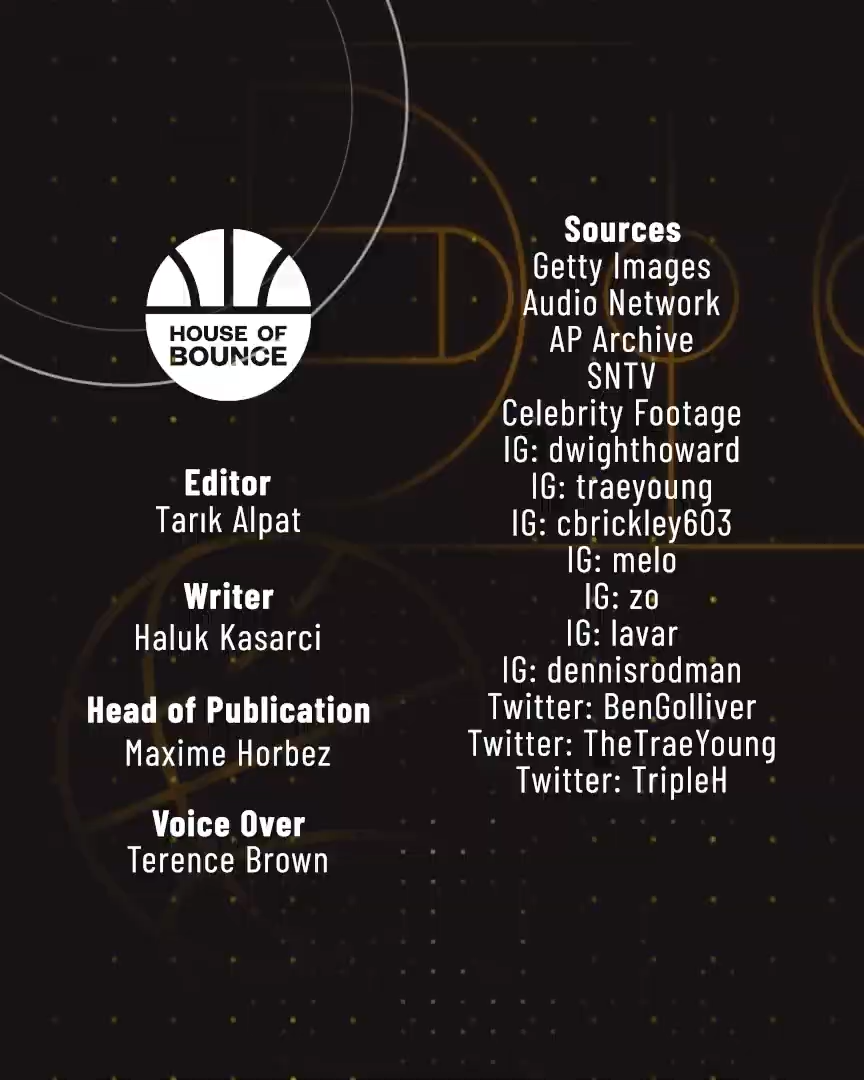 HOUSE OF
BOUNCE
Editor
Tarık Alpat
Writer
Haluk Kasarci
Head of Publication
Maxime Horbez
Voice Over
Terence Brown
Sources
Getty Images
Audio Network
AP Archive
SNTV
Celebrity Footage
IG: dwighthoward
IG: traeyoung
IG: cbrickley603
IG: melo
IG: zo
IG: lavar
IG: dennisrodman
Twitter: BenGolliver
Twitter: TheTraeYoung
Twitter: TripleH